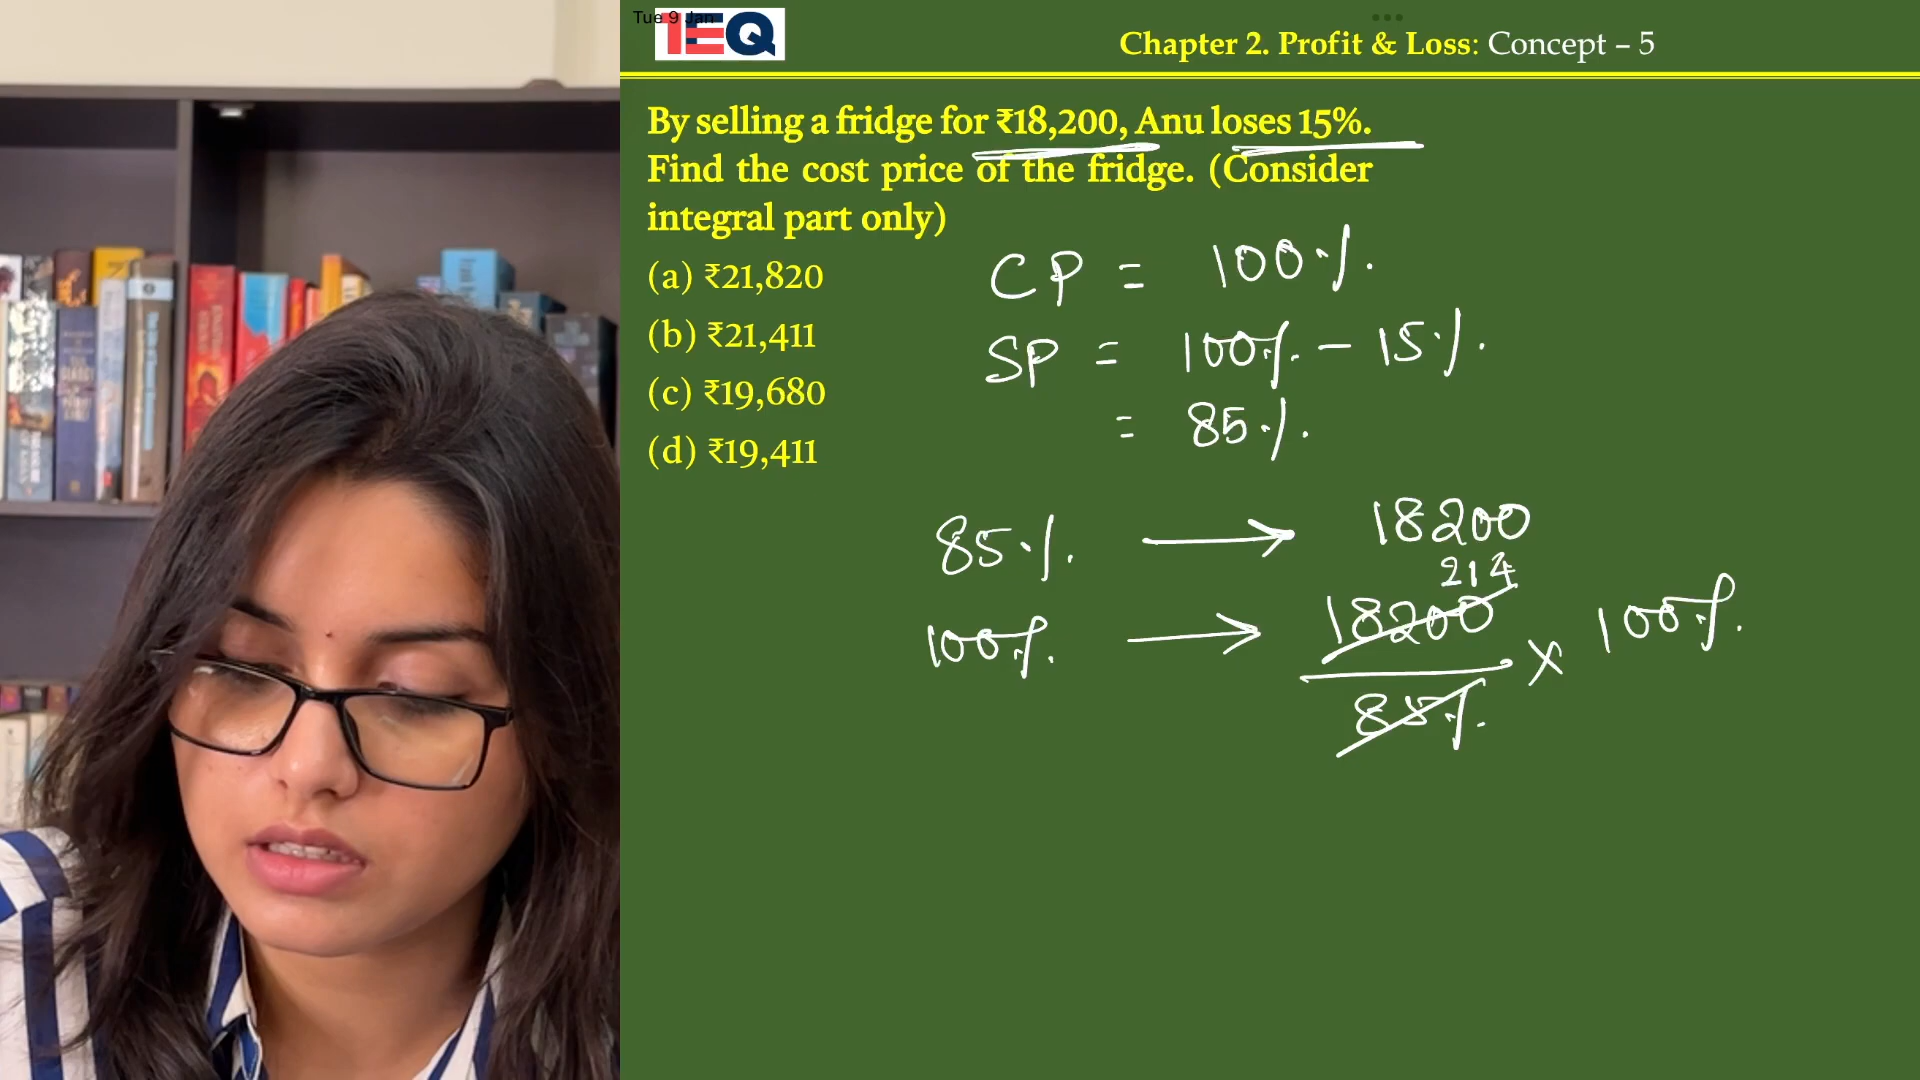 Tue 9 Jan
1EQ
Chapter 2. Profit & Loss: Concept – 5
By selling a fridge for ₹18,200, Anu loses 15%.
Find the cost price of the fridge. (Consider
integral part only)
(a) ₹21,820
(b) ₹21,411
(c) ₹19,680
(d) ₹19,411
CP = 100%.
SP = 100% - 15%.
= 85%.
85%. → 18200
214
100%. → 18200 / 85%. × 100%.